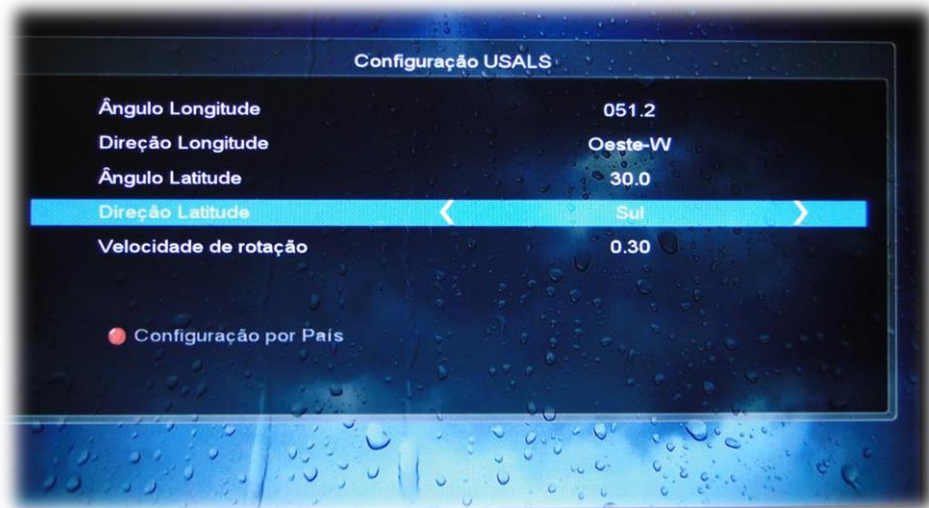 Configuração USALS
Ângulo Longitude 051.2
Direção Longitude Oeste-W
Ângulo Latitude 30.0
Direção Latitude Sul
Velocidade de rotação 0.30
Configuração por País